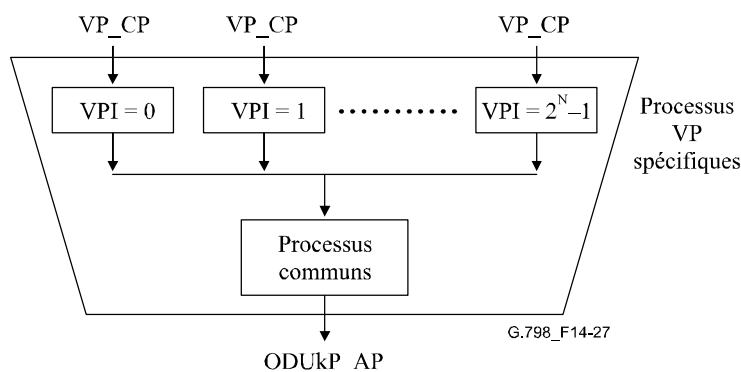 VP_CP VP_CP VP_CP
VPI = 0 VPI = 1 VPI = 2^N–1
Processus
VP
spécifiques
Processus
communs
G.798_F14-27
ODUkP_AP